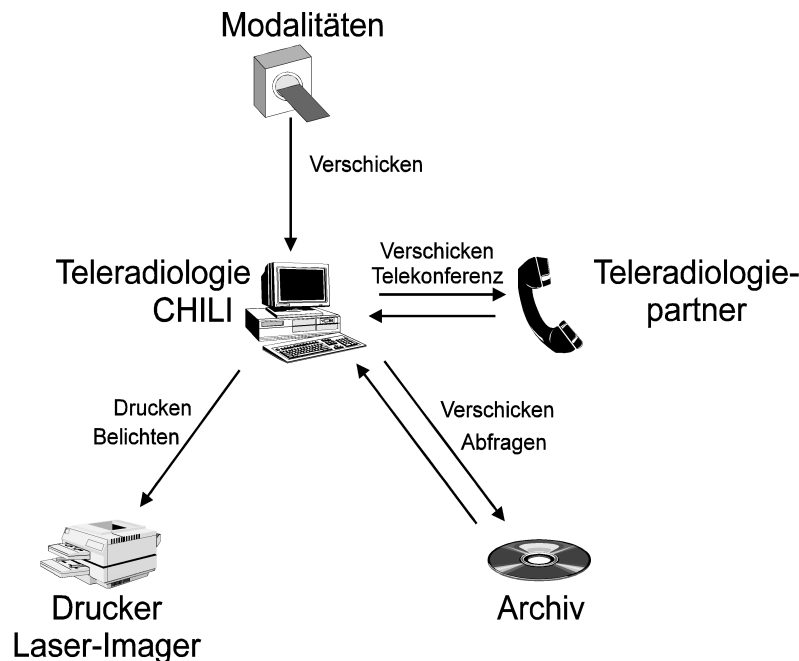 Modalitäten
Verschicken
Teleradiologie
CHILI
Verschicken
Telekonferenz
Teleradiologie-
partner
Drucken
Belichten
Verschicken
Abfragen
Drucker
Laser-Imager
Archiv